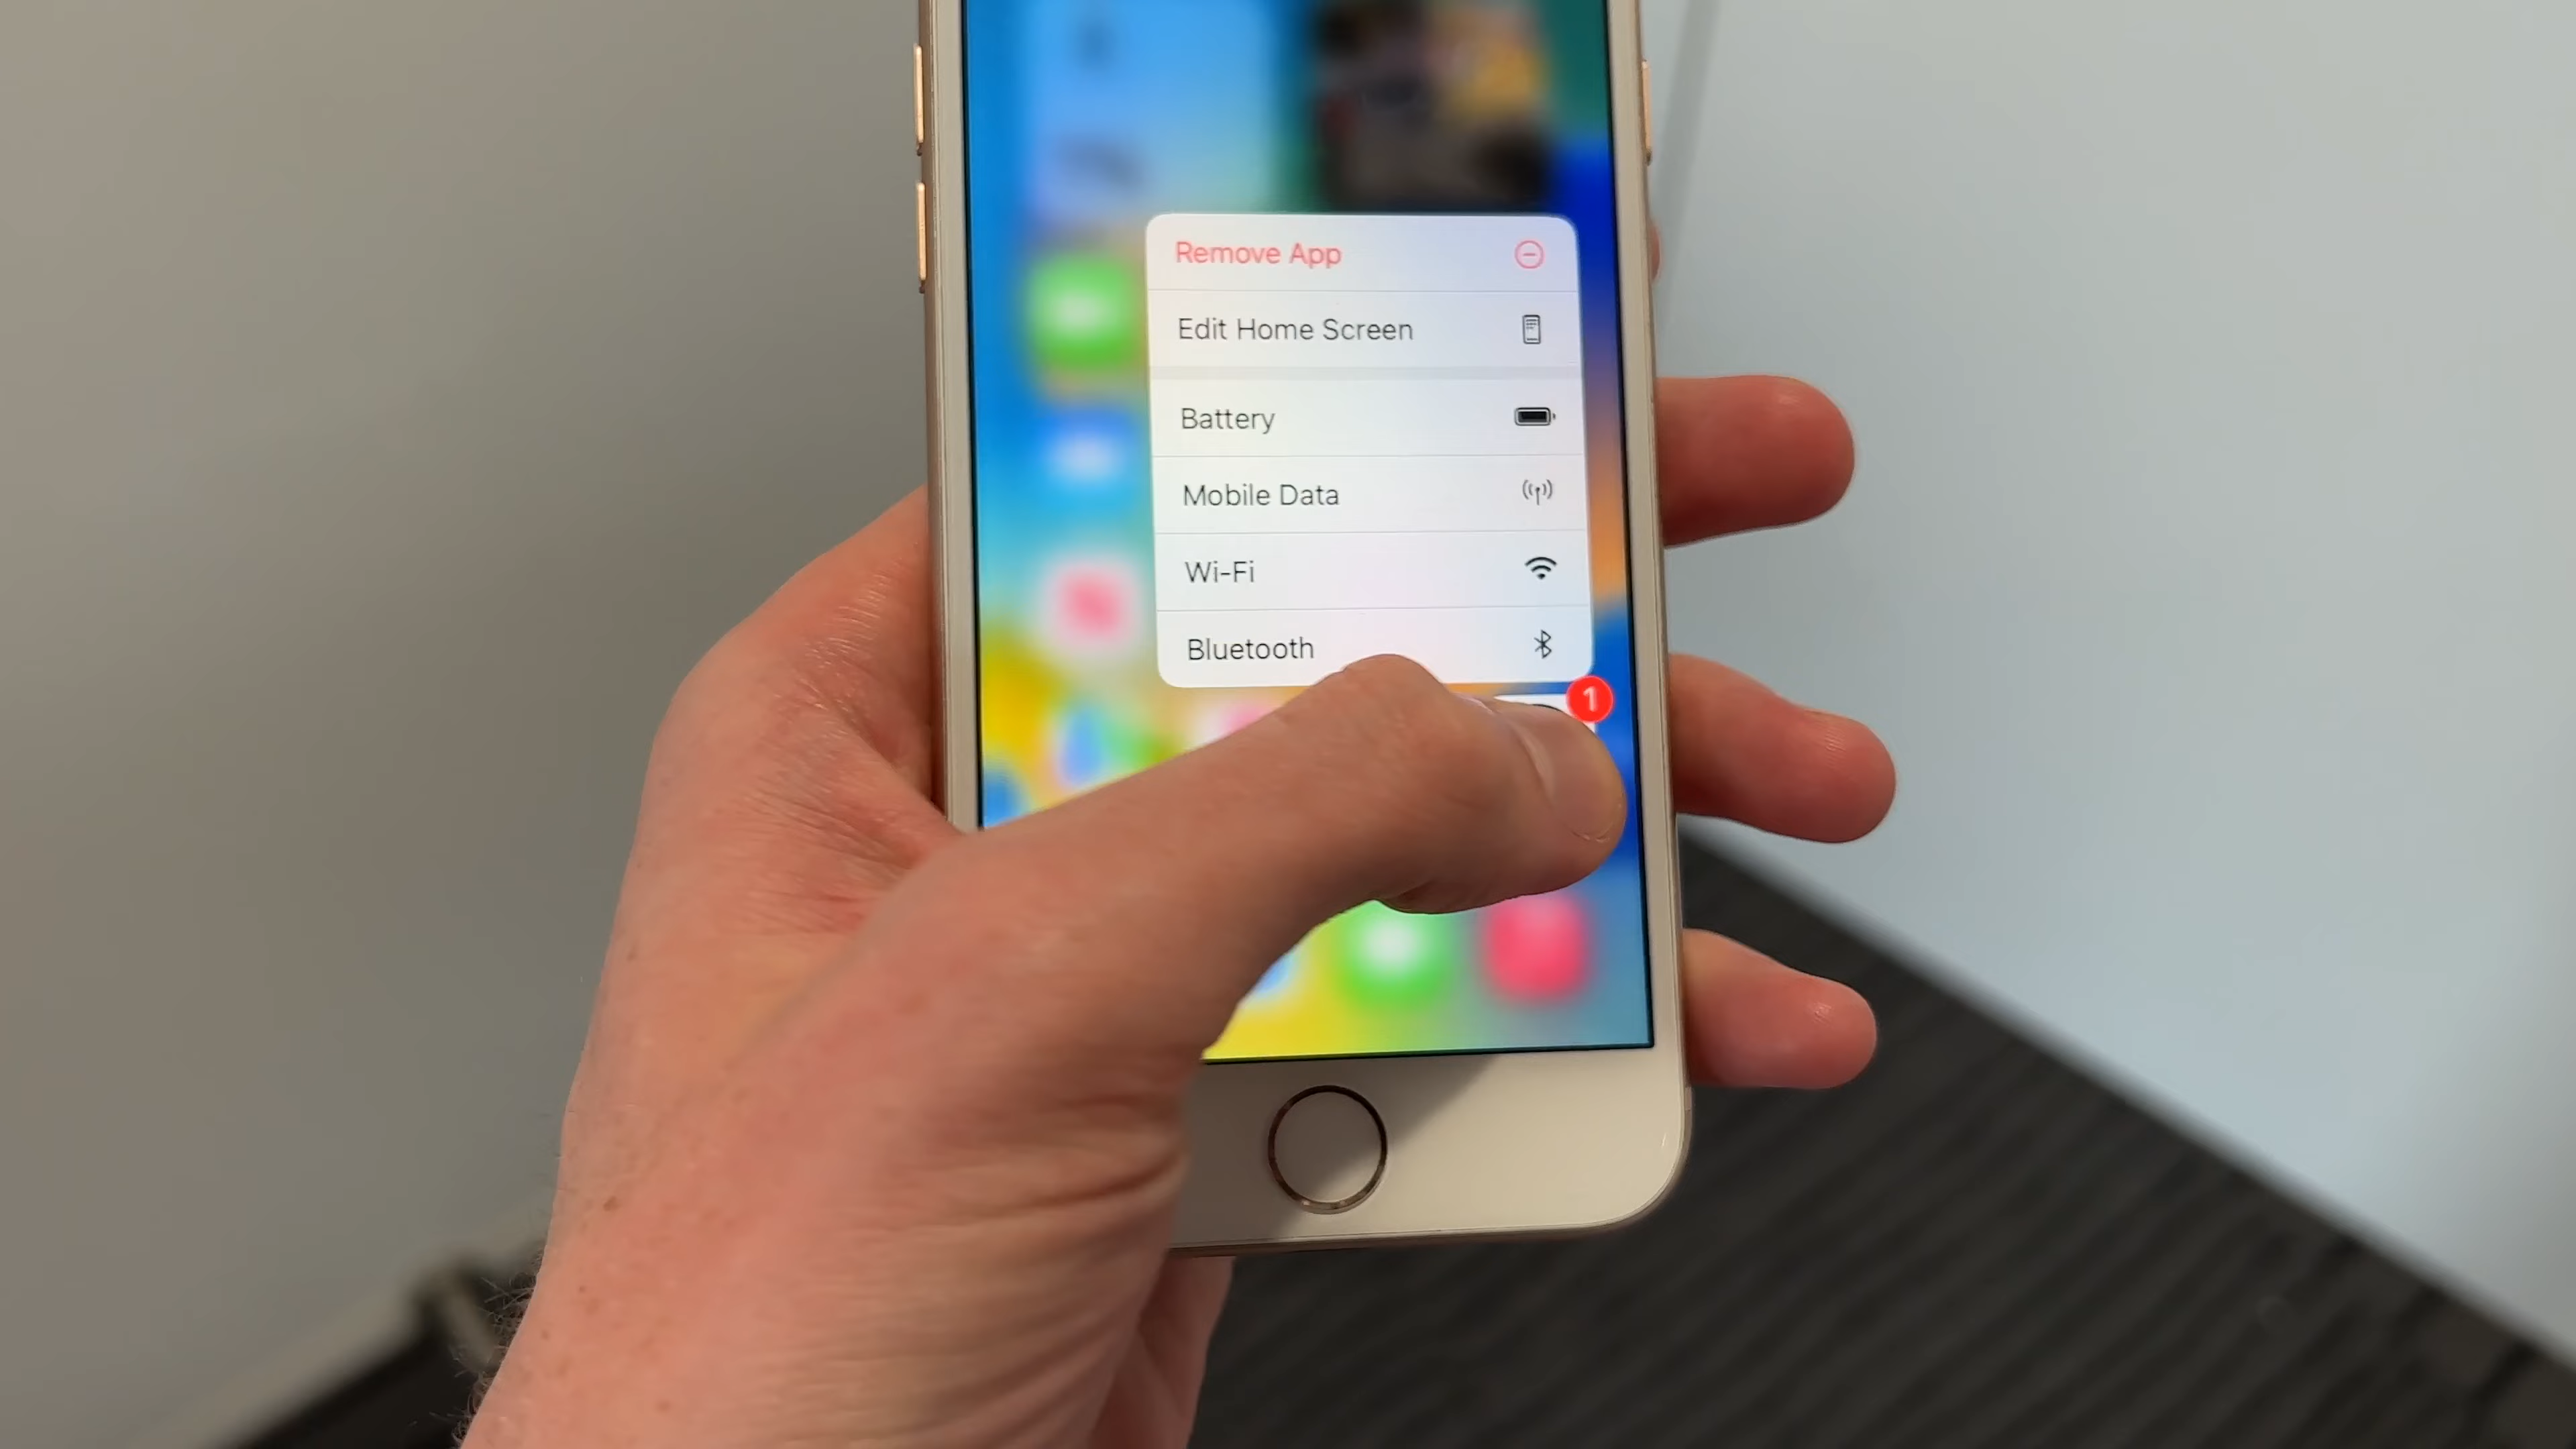 Remove App
Edit Home Screen
Battery
Mobile Data
Wi-Fi
Bluetooth
1